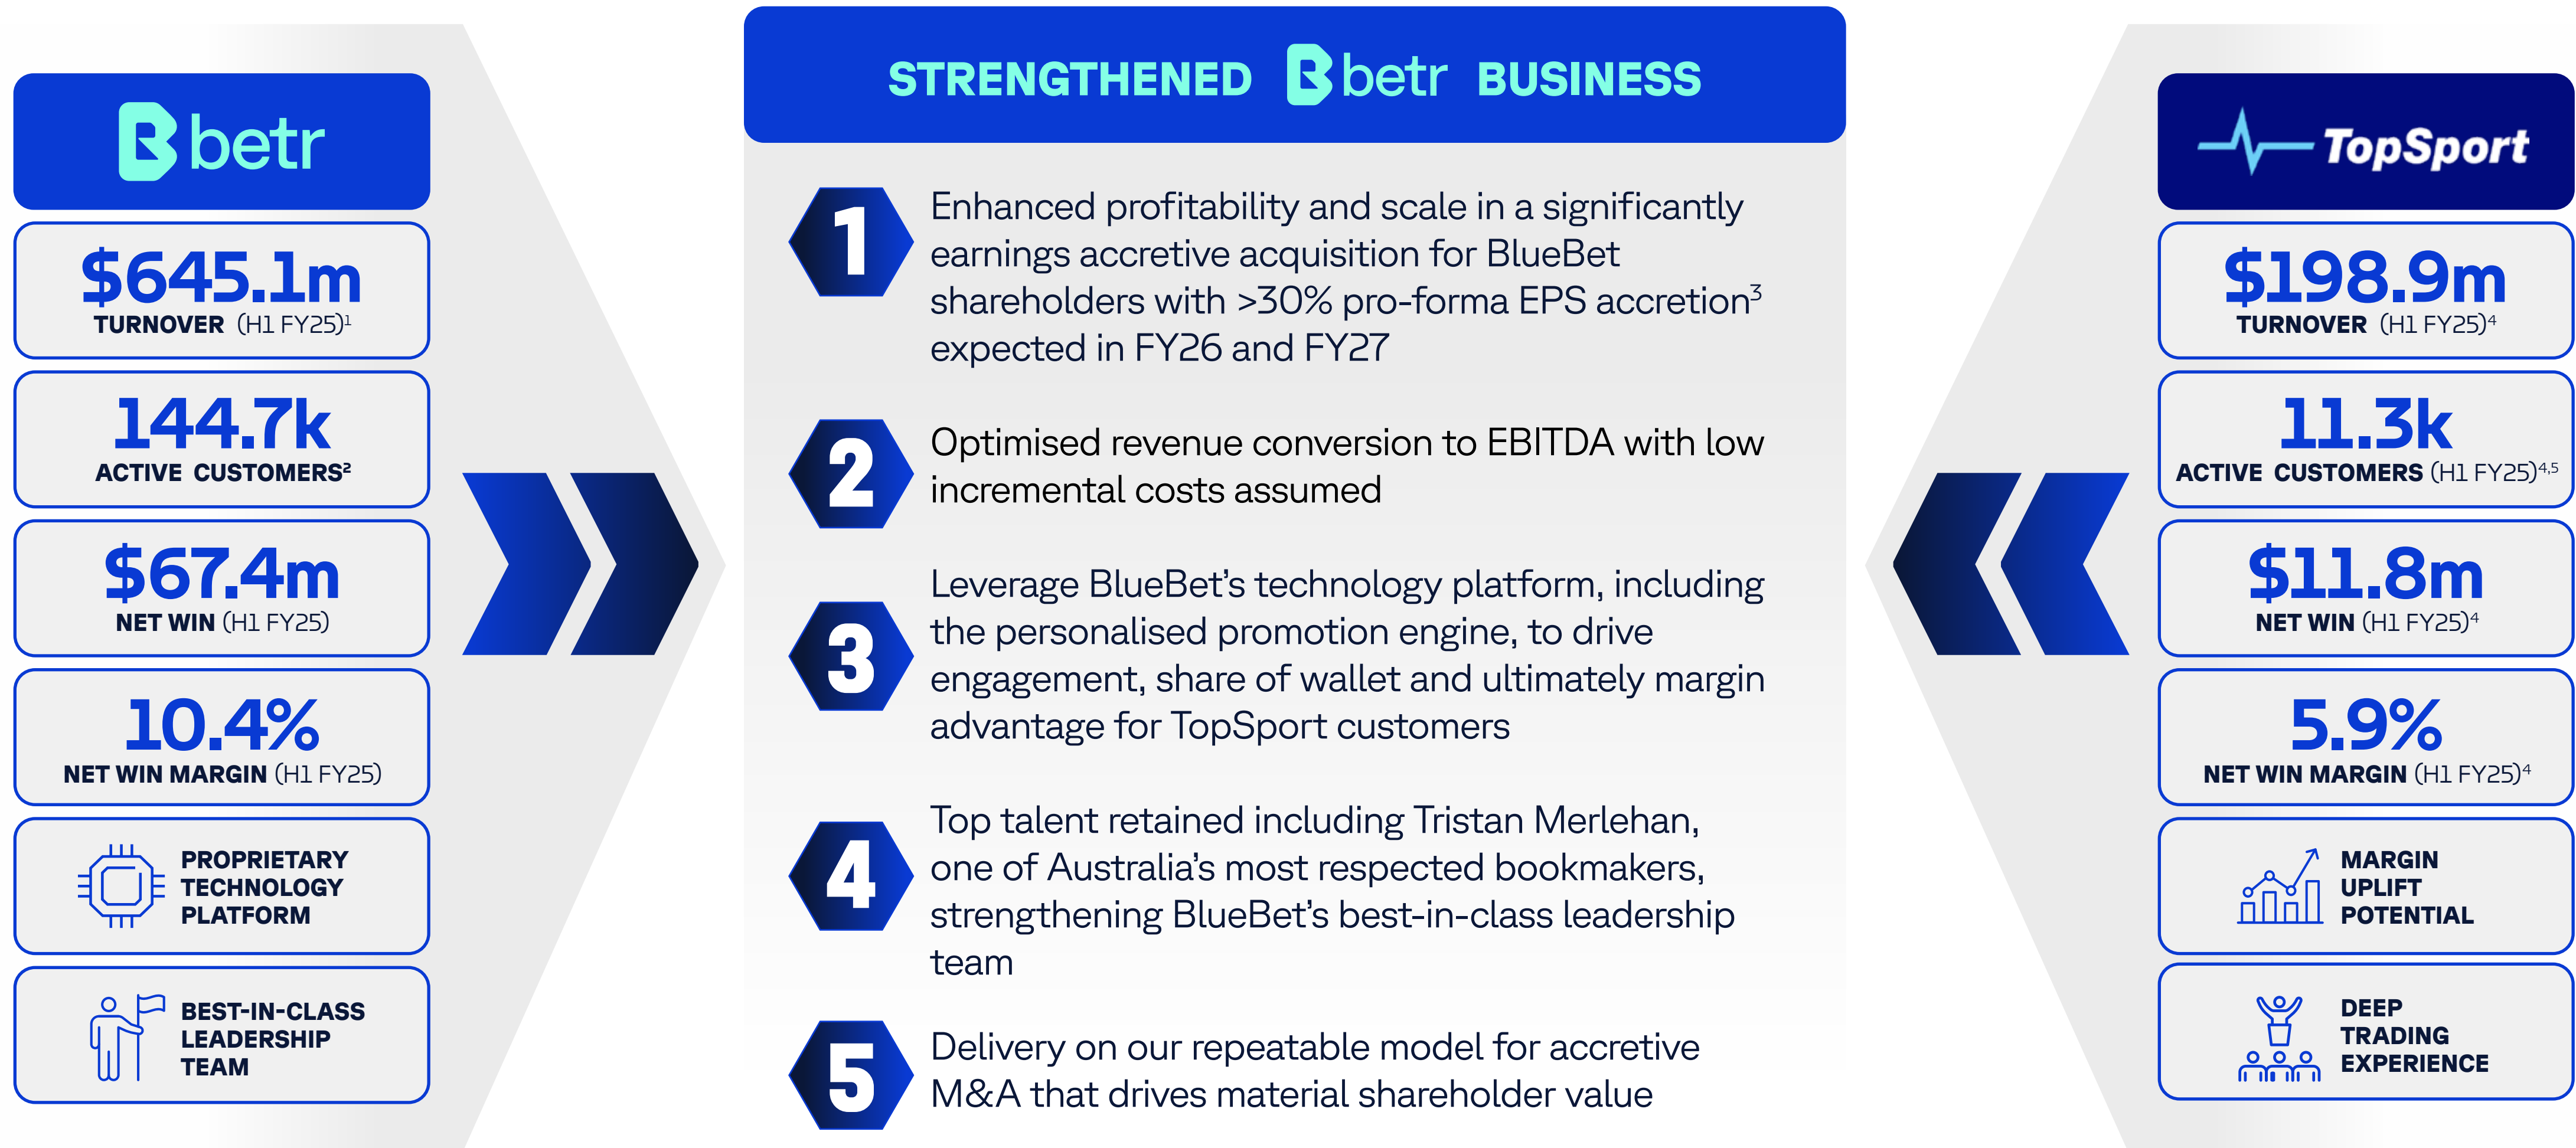 betr
$645.1m
TURNOVER (H1 FY25)¹
144.7k
ACTIVE CUSTOMERS²
$67.4m
NET WIN (H1 FY25)
10.4%
NET WIN MARGIN (H1 FY25)
PROPRIETARY
TECHNOLOGY
PLATFORM
BEST-IN-CLASS
LEADERSHIP
TEAM
STRENGTHENED betr BUSINESS
1
Enhanced profitability and scale in a significantly
earnings accretive acquisition for BlueBet
shareholders with >30% pro-forma EPS accretion³
expected in FY26 and FY27
2
Optimised revenue conversion to EBITDA with low
incremental costs assumed
3
Leverage BlueBet’s technology platform, including
the personalised promotion engine, to drive
engagement, share of wallet and ultimately margin
advantage for TopSport customers
4
Top talent retained including Tristan Merlehan,
one of Australia’s most respected bookmakers,
strengthening BlueBet’s best-in-class leadership
team
5
Delivery on our repeatable model for accretive
M&A that drives material shareholder value
TopSport
$198.9m
TURNOVER (H1 FY25)⁴
11.3k
ACTIVE CUSTOMERS (H1 FY25)⁴,⁵
$11.8m
NET WIN (H1 FY25)⁴
5.9%
NET WIN MARGIN (H1 FY25)⁴
MARGIN
UPLIFT
POTENTIAL
DEEP
TRADING
EXPERIENCE